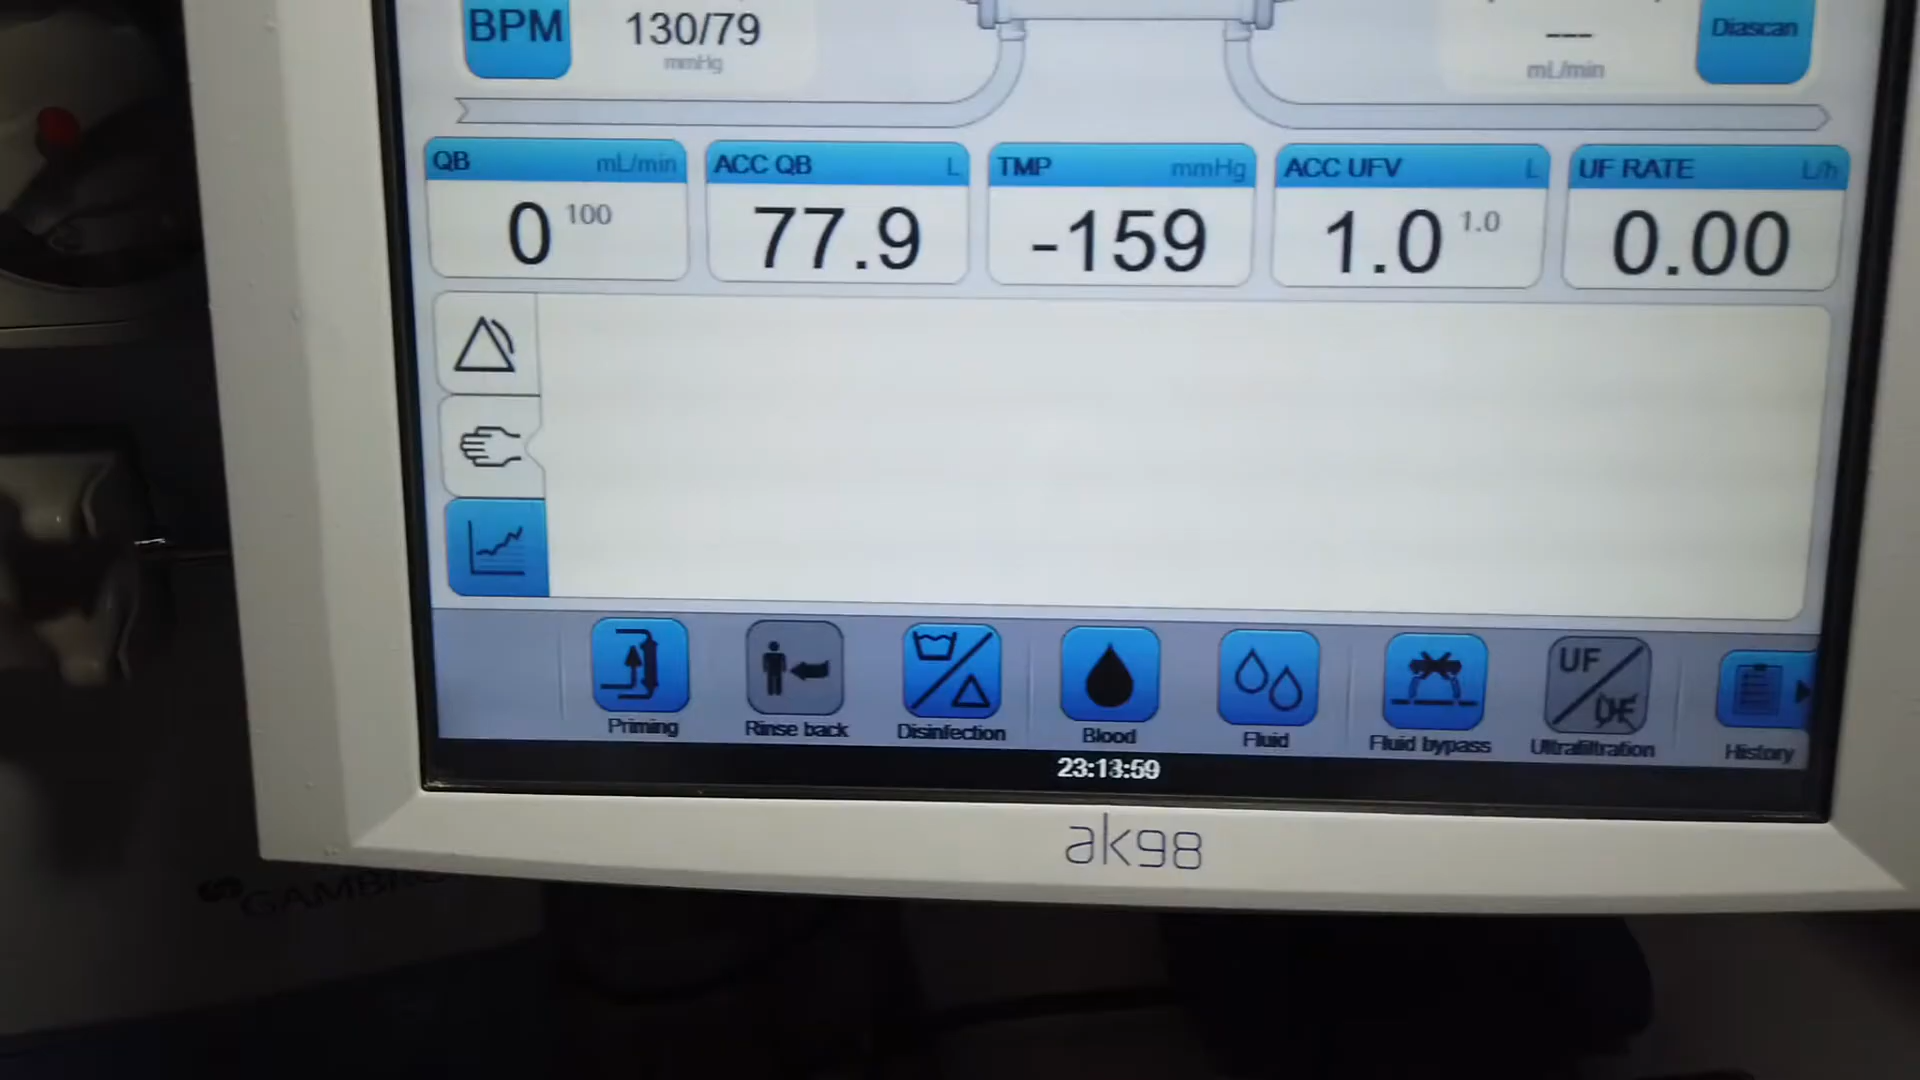 BPM
130/79
mmHg
---
mL/min
Diascan
QB mL/min
0 100
ACC QB L
77.9
TMP mmHg
-159
ACC UFV L
1.0 1.0
UF RATE L/h
0.00
UF
Priming
Rinse back
Disinfection
Blood
Fluid
Fluid bypass
Ultrafiltration
History
23:13:59
ak98
GAMBRO